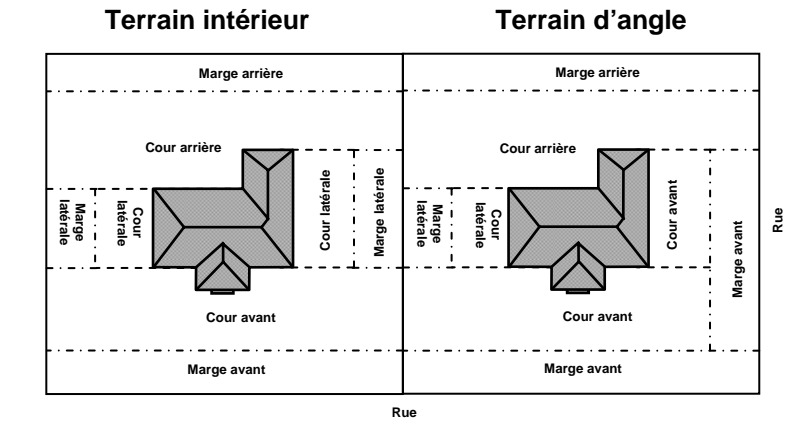 Terrain intérieur
Terrain d'angle
Marge arrière
Marge arrière
Cour arrière
Cour arrière
Marge
latérale
Cour
latérale
Cour latérale
Marge latérale
Marge
latérale
Cour
latérale
Cour avant
Marge avant
Rue
Cour avant
Cour avant
Marge avant
Marge avant
Rue